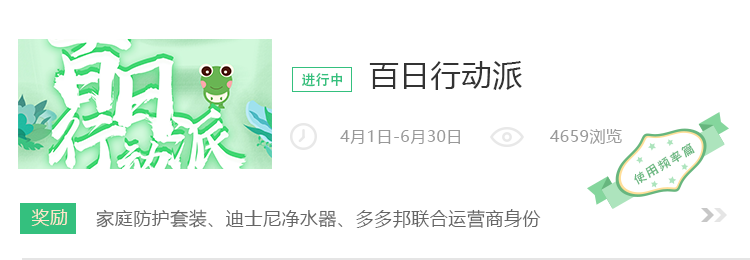 百日
行动派
进行中
百日行动派
4月1日-6月30日
4659浏览
使用频率篇
奖励
家庭防护套装、迪士尼净水器、多多邦联合运营商身份